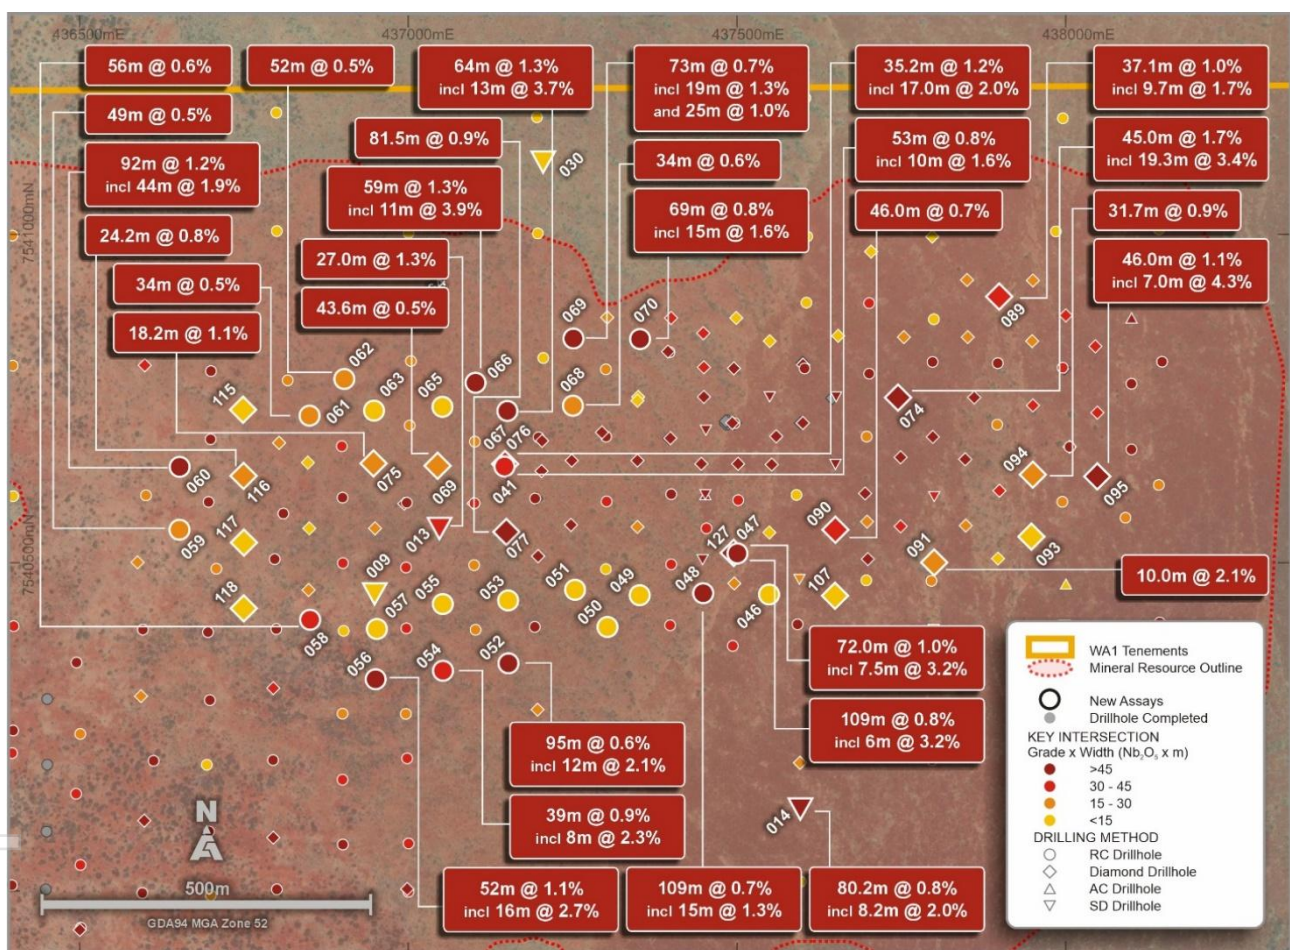 436500mE
437000mE
437500mE
438000mE
7541000mN
7540500mN
56m @ 0.6%
49m @ 0.5%
92m @ 1.2%
incl 44m @ 1.9%
24.2m @ 0.8%
34m @ 0.5%
18.2m @ 1.1%
52m @ 0.5%
64m @ 1.3%
incl 13m @ 3.7%
81.5m @ 0.9%
59m @ 1.3%
incl 11m @ 3.9%
27.0m @ 1.3%
43.6m @ 0.5%
73m @ 0.7%
incl 19m @ 1.3%
and 25m @ 1.0%
34m @ 0.6%
69m @ 0.8%
incl 15m @ 1.6%
35.2m @ 1.2%
incl 17.0m @ 2.0%
53m @ 0.8%
incl 10m @ 1.6%
46.0m @ 0.7%
37.1m @ 1.0%
incl 9.7m @ 1.7%
45.0m @ 1.7%
incl 19.3m @ 3.4%
31.7m @ 0.9%
46.0m @ 1.1%
incl 7.0m @ 4.3%
030
069
070
089
062
066
063
065
068
115
061
067
076
074
060
116
075
069
041
094
095
059
117
013
077
127
047
090
091
093
118
009
055
053
051
049
048
046
107
058
057
050
056
054
052
014
10.0m @ 2.1%
72.0m @ 1.0%
incl 7.5m @ 3.2%
109m @ 0.8%
incl 6m @ 3.2%
95m @ 0.6%
incl 12m @ 2.1%
39m @ 0.9%
incl 8m @ 2.3%
52m @ 1.1%
incl 16m @ 2.7%
109m @ 0.7%
incl 15m @ 1.3%
80.2m @ 0.8%
incl 8.2m @ 2.0%
N
500m
GDA94 MGA Zone 52
WA1 Tenements
Mineral Resource Outline
New Assays
Drillhole Completed
KEY INTERSECTION
Grade x Width (Nb₂O₅ x m)
>45
30 - 45
15 - 30
<15
DRILLING METHOD
RC Drillhole
Diamond Drillhole
AC Drillhole
SD Drillhole